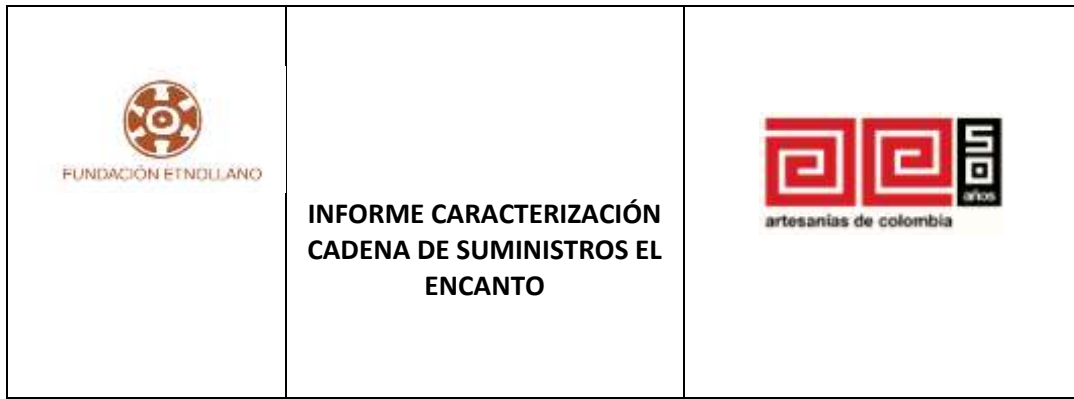 FUNDACIÓN ETNOLLANO
INFORME CARACTERIZACIÓN
CADENA DE SUMINISTROS EL
ENCANTO
50
años
artesanías de colombia